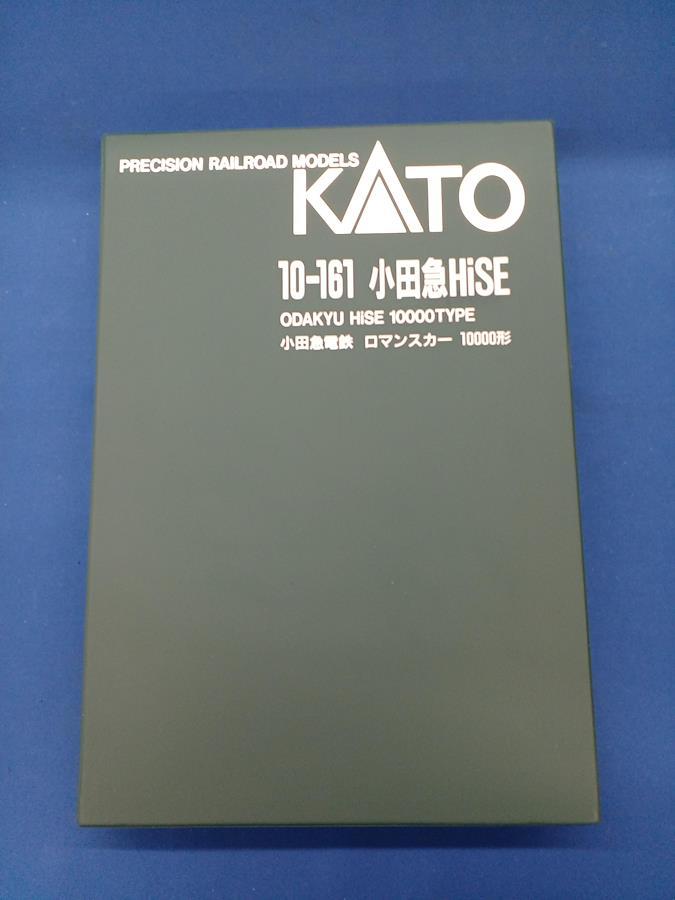 PRECISION RAILROAD MODELS
KATO
10-161 小田急HiSE
ODAKYU HiSE 10000TYPE
小田急電鉄 ロマンスカー 10000形